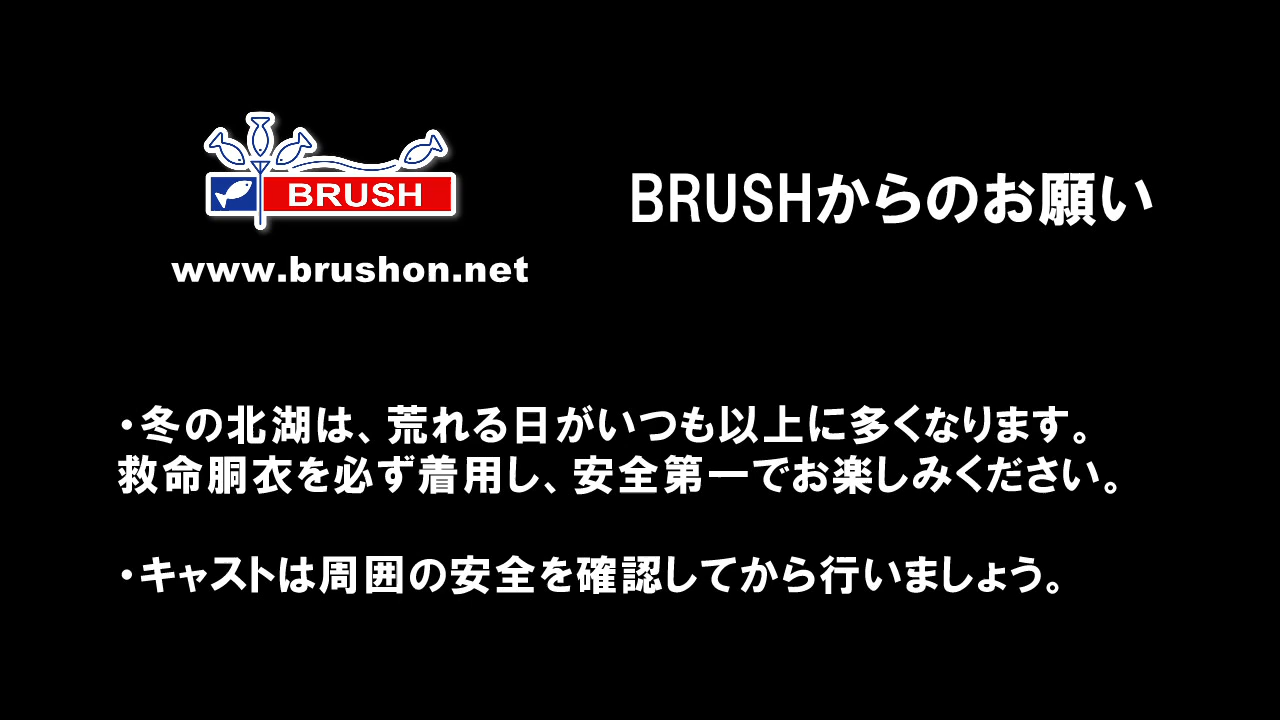 BRUSH
BRUSHからのお願い
www.brushon.net
・冬の北湖は、荒れる日がいつも以上に多くなります。
救命胴衣を必ず着用し、安全第一でお楽しみください。
・キャストは周囲の安全を確認してから行いましょう。